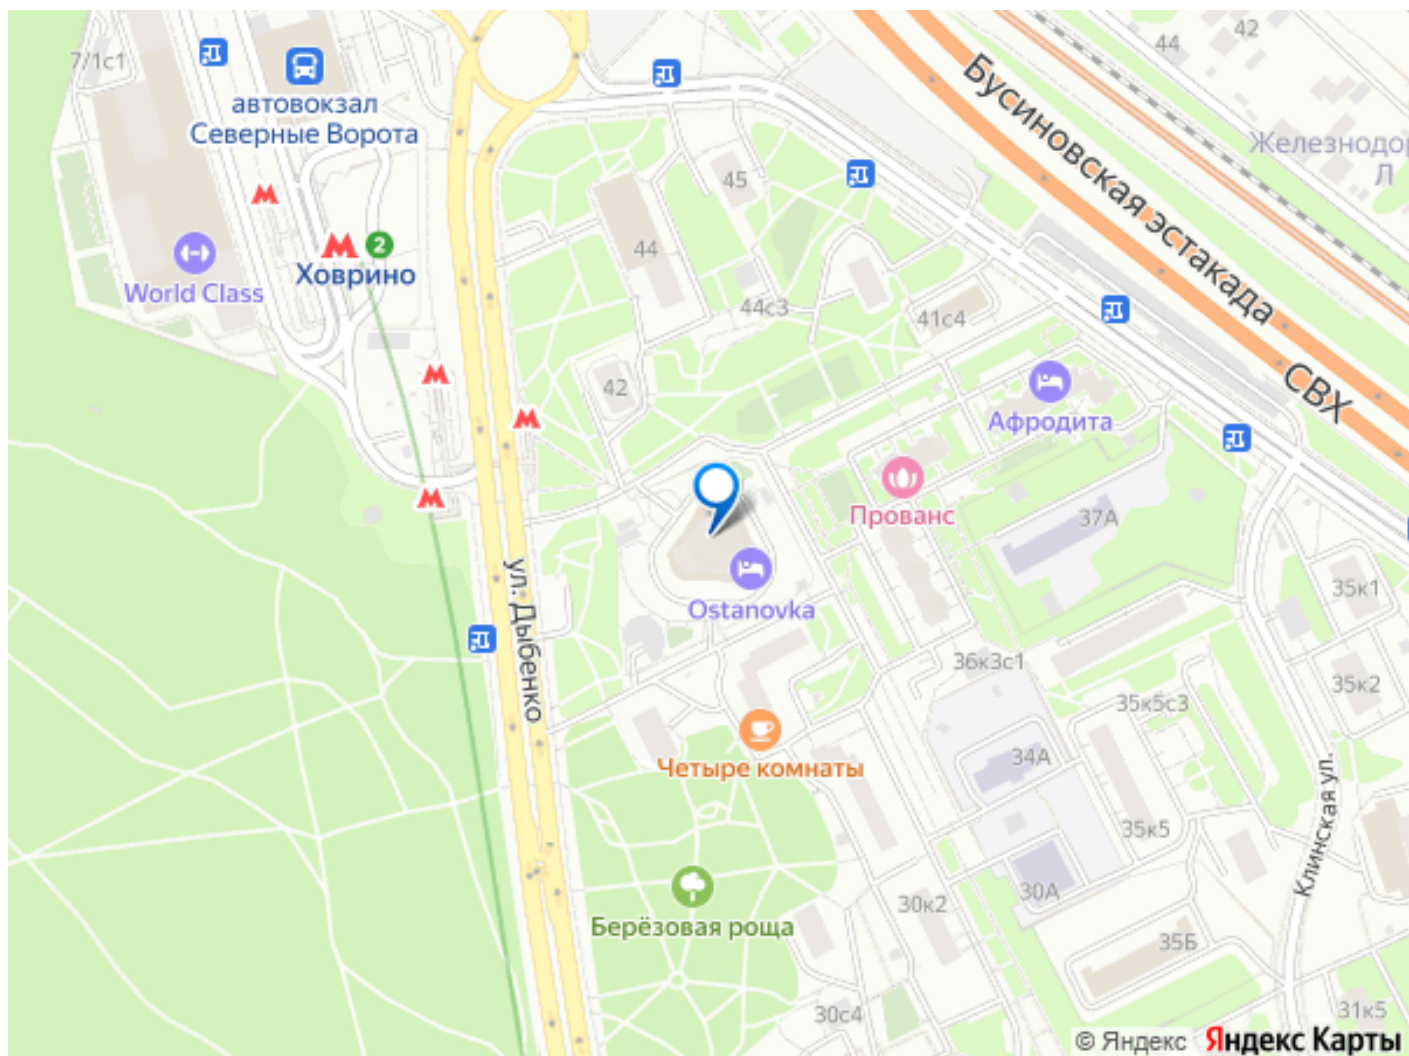 7/1с1
автовокзал
Северные Ворота
44
42
Бусиновская эстакада
Железнодор
Л
45
44
2
Ховрино
World Class
44с3
41с4
СВХ
42
Афродита
Прованс
37А
ул. Дыбенко
Ostanovka
35к1
36к3с1
35к2
35к5с3
Четыре комнаты
34А
35к5
Клинская ул.
30А
30к2
Берёзовая роща
35Б
30с4
31к5
© Яндекс Яндекс Карты